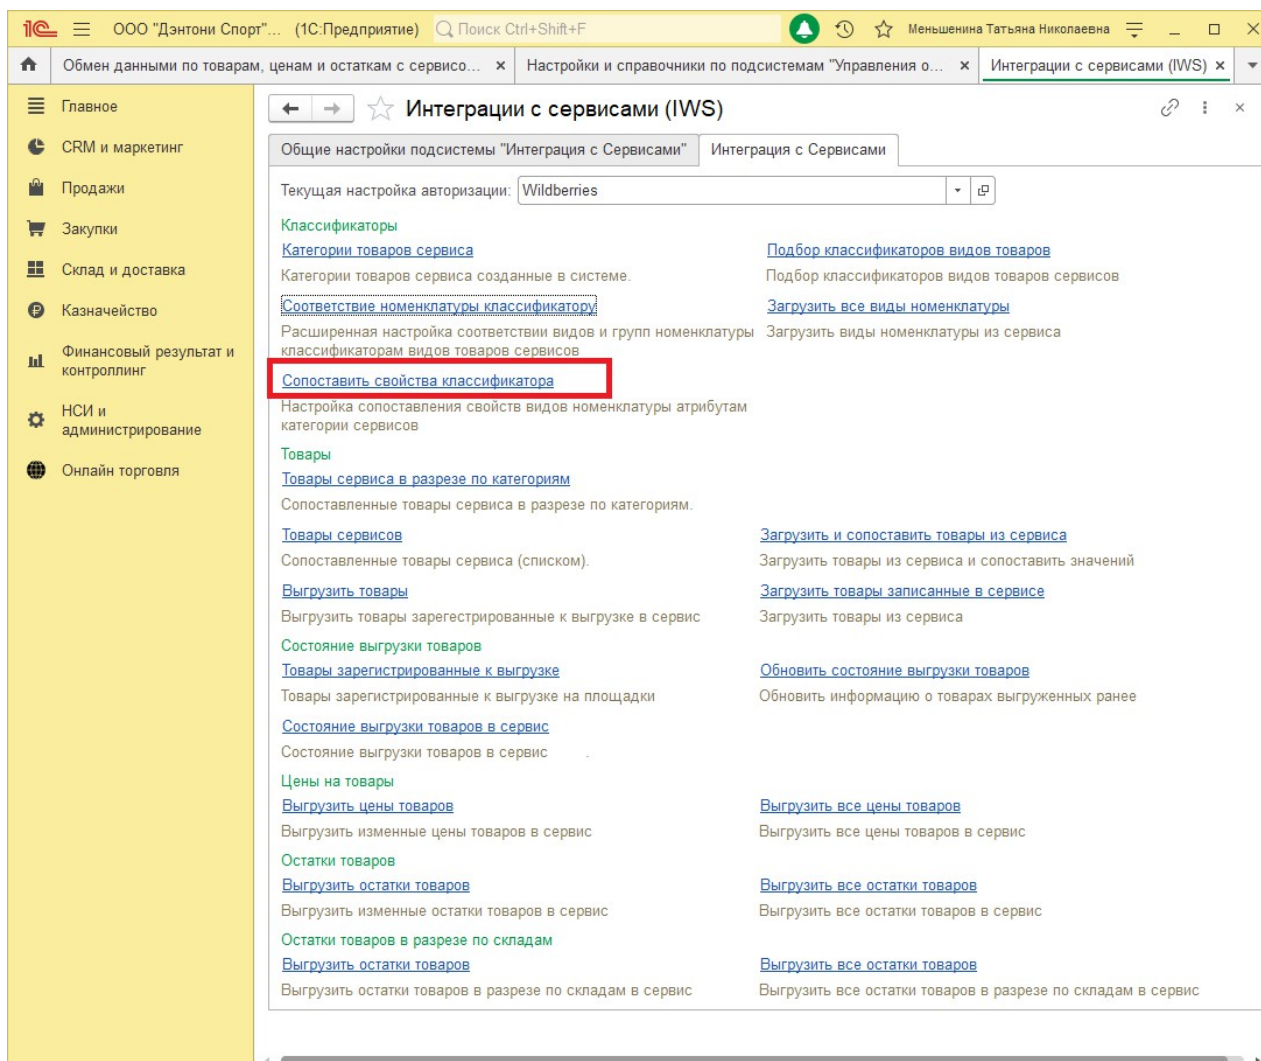 1С ООО "Дэнтони Спорт"... (1С:Предприятие) Поиск Ctrl+Shift+F Меньшенина Татьяна Николаевна
Обмен данными по товарам, ценам и остаткам с сервисо... × Настройки и справочники по подсистемам "Управления о... × Интеграции с сервисами (IWS) ×
Главное
CRM и маркетинг
Продажи
Закупки
Склад и доставка
Казначейство
Финансовый результат и
контроллинг
НСИ и
администрирование
Онлайн торговля
Интеграции с сервисами (IWS)
Общие настройки подсистемы "Интеграция с Сервисами" Интеграция с Сервисами
Текущая настройка авторизации: Wildberries
Классификаторы
Категории товаров сервиса Подбор классификаторов видов товаров
Категории товаров сервиса созданные в системе. Подбор классификаторов видов товаров сервисов
Соответствие номенклатуры классификатору Загрузить все виды номенклатуры
Расширенная настройка соответствии видов и групп номенклатуры Загрузить виды номенклатуры из сервиса
классификаторам видов товаров сервисов
Сопоставить свойства классификатора
Настройка сопоставления свойств видов номенклатуры атрибутам
категории сервисов
Товары
Товары сервиса в разрезе по категориям
Сопоставленные товары сервиса в разрезе по категориям.
Товары сервисов Загрузить и сопоставить товары из сервиса
Сопоставленные товары сервиса (списком). Загрузить товары из сервиса и сопоставить значений
Выгрузить товары Загрузить товары записанные в сервисе
Выгрузить товары зарегестрированные к выгрузке в сервис Загрузить товары из сервиса
Состояние выгрузки товаров
Товары зарегистрированные к выгрузке Обновить состояние выгрузки товаров
Товары зарегистрированные к выгрузке на площадки Обновить информацию о товарах выгруженных ранее
Состояние выгрузки товаров в сервис
Состояние выгрузки товаров в сервис .
Цены на товары
Выгрузить цены товаров Выгрузить все цены товаров
Выгрузить изменные цены товаров в сервис Выгрузить все цены товаров в сервис
Остатки товаров
Выгрузить остатки товаров Выгрузить все остатки товаров
Выгрузить изменные остатки товаров в сервис Выгрузить все остатки товаров в сервис
Остатки товаров в разрезе по складам
Выгрузить остатки товаров Выгрузить все остатки товаров
Выгрузить остатки товаров в разрезе по складам в сервис Выгрузить все остатки товаров в разрезе по складам в сервис